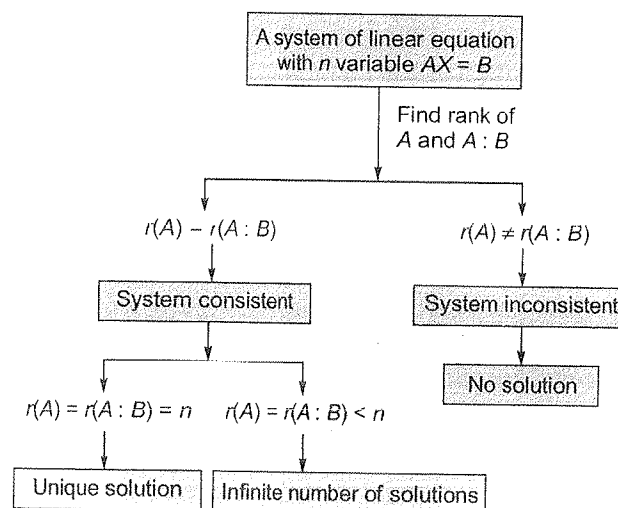 A system of linear equation
with n variable AX = B
Find rank of
A and A : B
r(A) – r(A : B)
r(A) ≠ r(A : B)
System consistent
System inconsistent
No solution
r(A) = r(A : B) = n
r(A) = r(A : B) < n
Unique solution
Infinite number of solutions